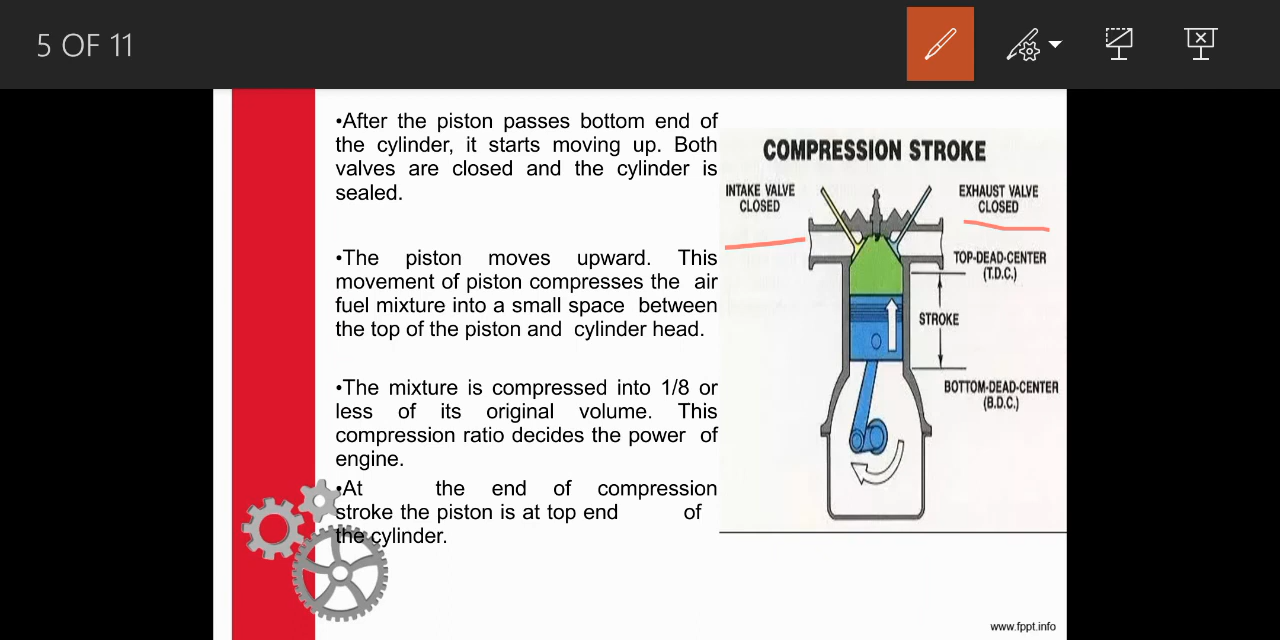 5 OF 11
•After the piston passes bottom end of
the cylinder, it starts moving up. Both
valves are closed and the cylinder is
sealed.
•The piston moves upward. This
movement of piston compresses the air
fuel mixture into a small space between
the top of the piston and cylinder head.
•The mixture is compressed into 1/8 or
less of its original volume. This
compression ratio decides the power of
engine.
•At the end of compression
stroke the piston is at top end of
the cylinder.
COMPRESSION STROKE
INTAKE VALVE
CLOSED
EXHAUST VALVE
CLOSED
TOP-DEAD-CENTER
(T.D.C.)
STROKE
BOTTOM-DEAD-CENTER
(B.D.C.)
www.fppt.info